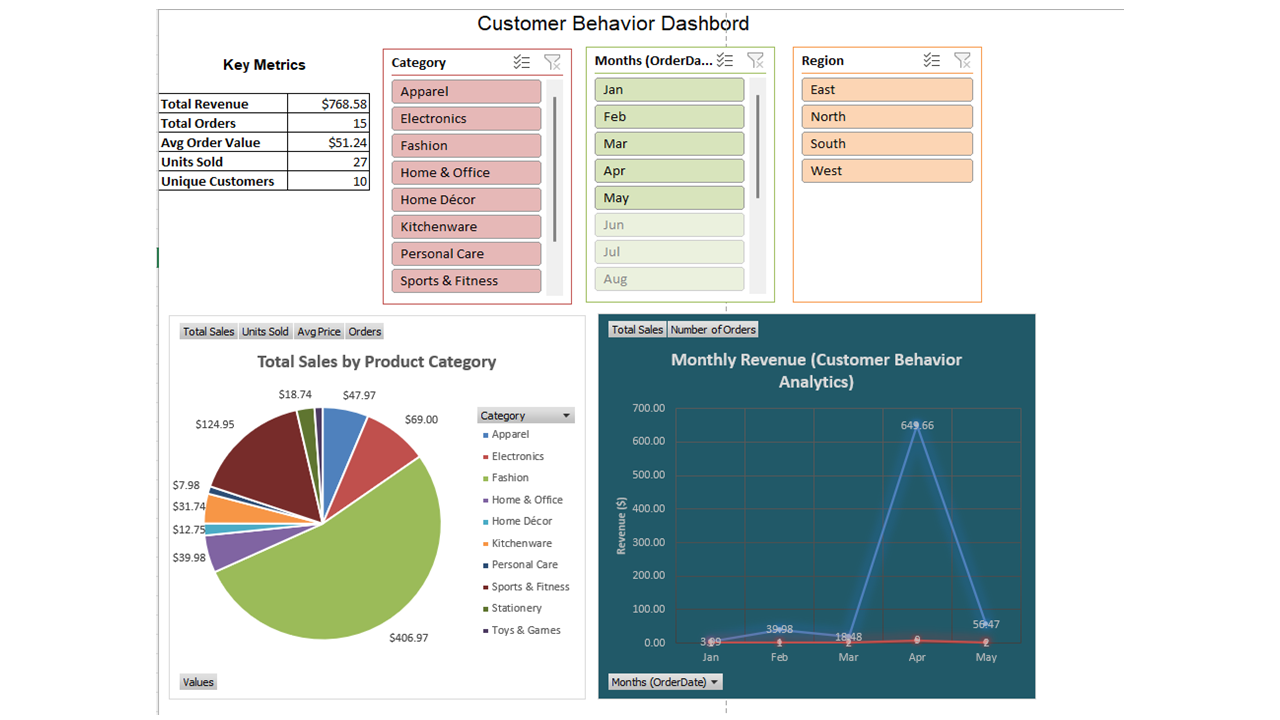 Customer Behavior Dashbord
Key Metrics
Total Revenue $768.58
Total Orders 15
Avg Order Value $51.24
Units Sold 27
Unique Customers 10
Category
Apparel
Electronics
Fashion
Home & Office
Home Décor
Kitchenware
Personal Care
Sports & Fitness
Months (OrderDa...
Jan
Feb
Mar
Apr
May
Jun
Jul
Aug
Region
East
North
South
West
Total Sales Units Sold Avg Price Orders
Total Sales by Product Category
$18.74
$47.97
$124.95
$69.00
$7.98
$31.74
$12.75
$39.98
$406.97
Category
Apparel
Electronics
Fashion
Home & Office
Home Décor
Kitchenware
Personal Care
Sports & Fitness
Stationery
Toys & Games
Values
Total Sales Number of Orders
Monthly Revenue (Customer Behavior
Analytics)
Revenue ($)
700.00
600.00
500.00
400.00
300.00
200.00
100.00
0.00
649.66
56.47
39.98
18.48
Jan Feb Mar Apr May
Months (OrderDate)